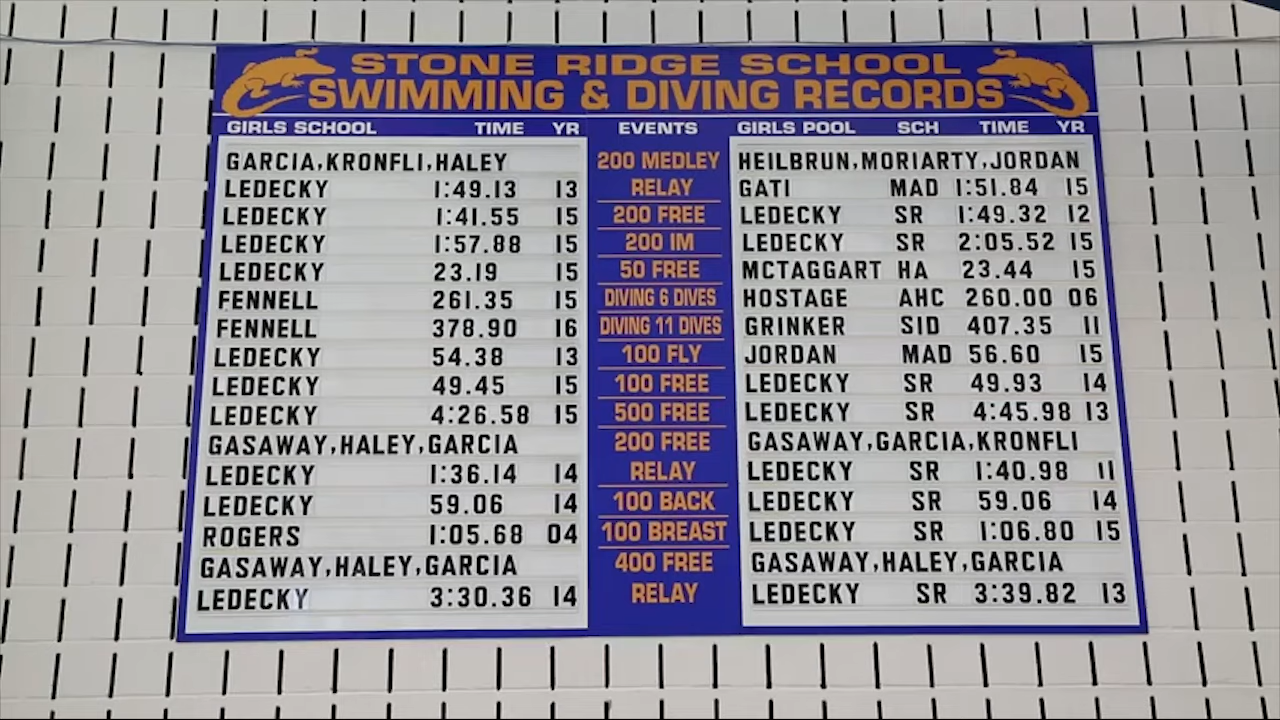 STONE RIDGE SCHOOL
SWIMMING & DIVING RECORDS
GIRLS SCHOOL TIME YR EVENTS GIRLS POOL SCH TIME YR
GARCIA,KRONFLI,HALEY 200 MEDLEY HEILBRUN,MORIARTY,JORDAN
LEDECKY 1:49.13 13 RELAY GATI MAD 1:51.84 15
LEDECKY 1:41.55 15 200 FREE LEDECKY SR 1:49.32 12
LEDECKY 1:57.88 15 200 IM LEDECKY SR 2:05.52 15
LEDECKY 23.19 15 50 FREE MCTAGGART HA 23.44 15
FENNELL 261.35 15 DIVING 6 DIVES HOSTAGE AHC 260.00 06
FENNELL 378.90 16 DIVING 11 DIVES GRINKER SID 407.35 11
LEDECKY 54.38 13 100 FLY JORDAN MAD 56.60 15
LEDECKY 49.45 15 100 FREE LEDECKY SR 49.93 14
LEDECKY 4:26.58 15 500 FREE LEDECKY SR 4:45.98 13
GASAWAY,HALEY,GARCIA 200 FREE GASAWAY,GARCIA,KRONFLI
LEDECKY 1:36.14 14 RELAY LEDECKY SR 1:40.98 11
LEDECKY 59.06 14 100 BACK LEDECKY SR 59.06 14
ROGERS 1:05.68 04 100 BREAST LEDECKY SR 1:06.80 15
GASAWAY,HALEY,GARCIA 400 FREE GASAWAY,HALEY,GARCIA
LEDECKY 3:30.36 14 RELAY LEDECKY SR 3:39.82 13